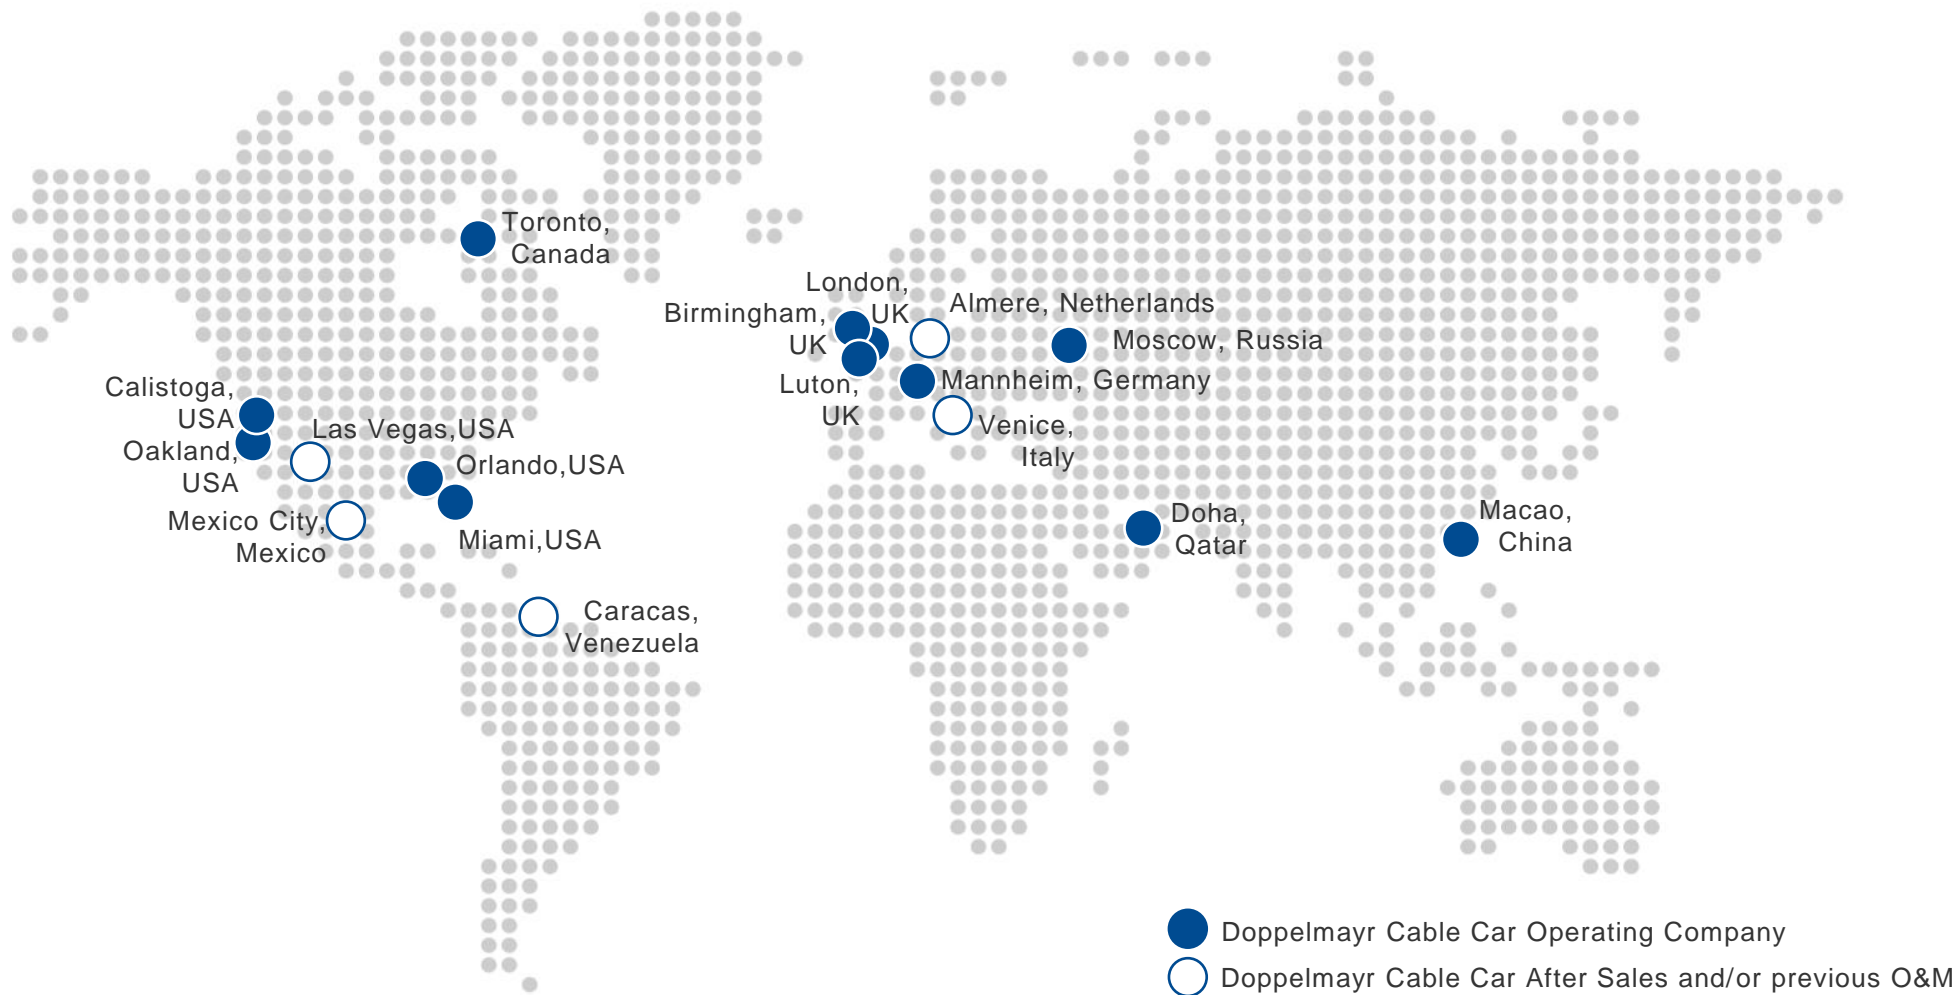 Toronto,
Canada
London,
UK
Birmingham,
UK
Almere, Netherlands
Moscow, Russia
Luton,
UK
Mannheim, Germany
Venice,
Italy
Calistoga,
USA
Oakland,
USA
Las Vegas,USA
Orlando,USA
Mexico City,
Mexico
Miami,USA
Doha,
Qatar
Macao,
China
Caracas,
Venezuela
Doppelmayr Cable Car Operating Company
Doppelmayr Cable Car After Sales and/or previous O&M